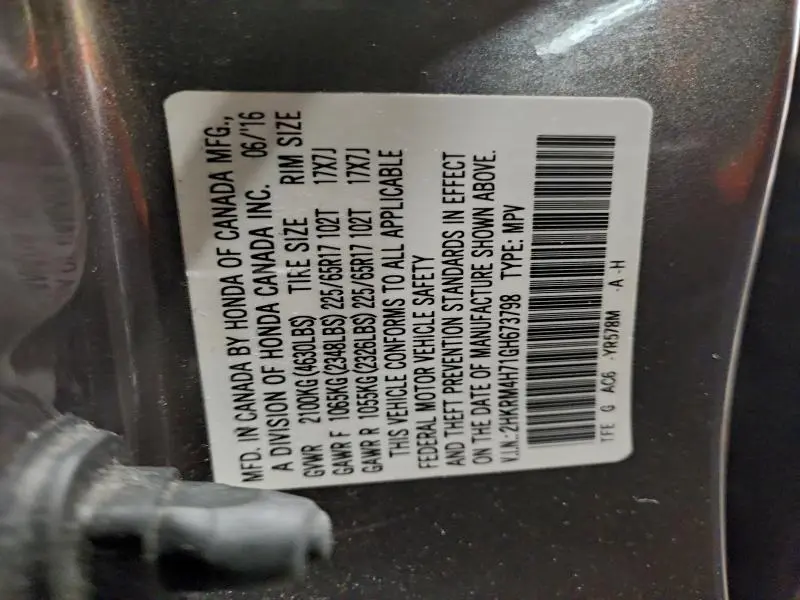 MFD. IN CANADA BY HONDA OF CANADA MFG.,
A DIVISION OF HONDA CANADA INC. 06/'16
GVWR 2100KG(4630LBS) TIRE SIZE RIM SIZE
GAWR F 1065KG(2348LBS) 225/65R17 102T 17X7J
GAWR R 1055KG(2326LBS) 225/65R17 102T 17X7J
THIS VEHICLE CONFORMS TO ALL APPLICABLE
FEDERAL MOTOR VEHICLE SAFETY
AND THEFT PREVENTION STANDARDS IN EFFECT
ON THE DATE OF MANUFACTURE SHOWN ABOVE.
V.I.N.:2HKRM4H71GH673798 TYPE: MPV
TFE G AC6 -YR578M -A -H